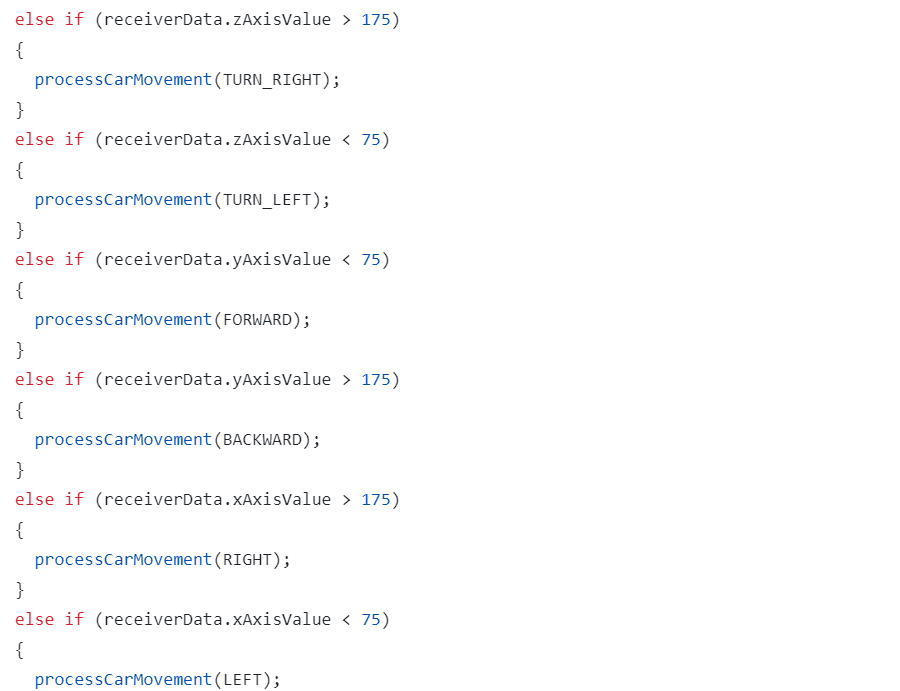 else if (receiverData.zAxisValue > 175)
{
  processCarMovement(TURN_RIGHT);
}
else if (receiverData.zAxisValue < 75)
{
  processCarMovement(TURN_LEFT);
}
else if (receiverData.yAxisValue < 75)
{
  processCarMovement(FORWARD);
}
else if (receiverData.yAxisValue > 175)
{
  processCarMovement(BACKWARD);
}
else if (receiverData.xAxisValue > 175)
{
  processCarMovement(RIGHT);
}
else if (receiverData.xAxisValue < 75)
{
  processCarMovement(LEFT);